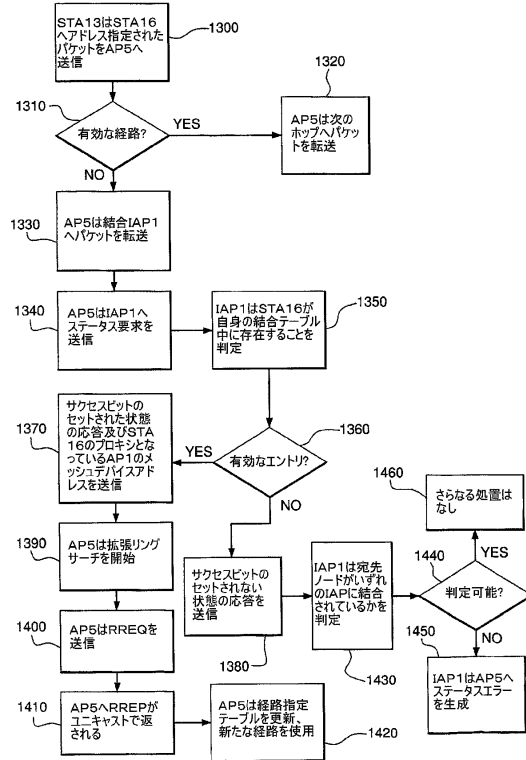 STA13はSTA16
へアドレス指定された
パケットをAP5へ
送信
1300
1310
有効な経路?
YES
NO
1320
AP5は次の
ホップへパケッ
トを転送
1330
AP5は結合IAP1
へパケットを転送
1340
AP5はIAP1へ
ステータス要求を
送信
1350
IAP1はSTA16が
自身の結合テーブル
中に存在することを
判定
1360
有効なエントリ?
YES
NO
1370
サクセスビットの
セットされた状態
の応答及びSTA
16のプロキシとな
っているAP1のメ
ッシュデバイスアド
レスを送信
1390
AP5は拡張リング
サーチを開始
1400
AP5はRREQを
送信
1410
AP5へRREPが
ユニキャストで返
される
AP5は経路指定
テーブルを更新、
新たな経路を使用
1420
サクセスビットの
セットされない
状態の応答を
送信
1380
IAP1は宛先
ノードがいずれ
のIAPに結合
されているかを
判定
1430
1440
判定可能?
YES
NO
1460
さらなる処置は
なし
1450
IAP1はAP5へ
ステータスエラー
を生成